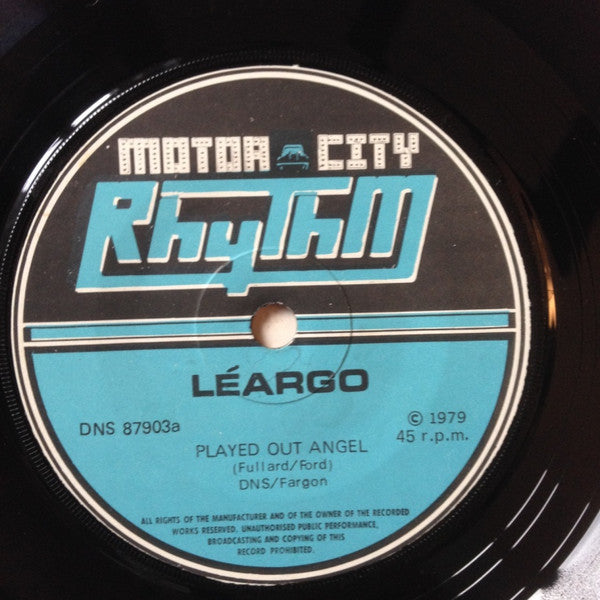 MOTOR CITY
RhyThM
LÉARGO
DNS 87903a
© 1979
45 r.p.m.
PLAYED OUT ANGEL
(Fullard/Ford)
DNS/Fargon
ALL RIGHTS OF THE MANUFACTURER AND OF THE OWNER OF THE RECORDED
WORKS RESERVED. UNAUTHORISED PUBLIC PERFORMANCE,
BROADCASTING AND COPYING OF THIS
RECORD PROHIBITED.